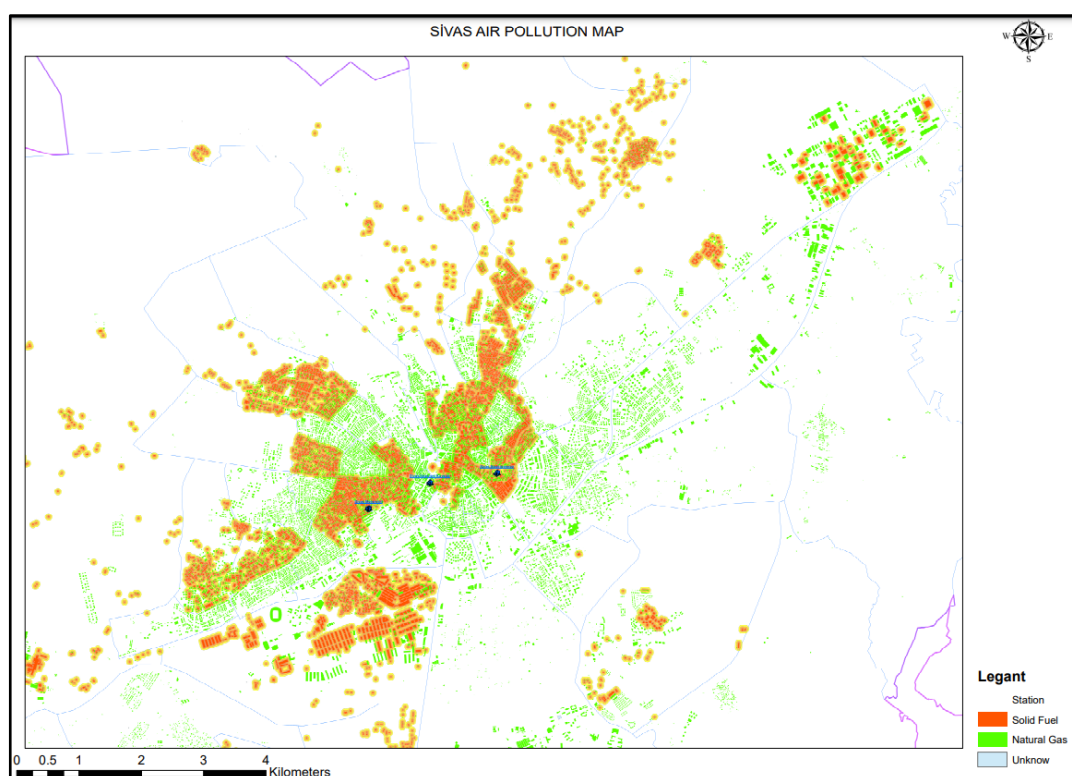 SİVAS AIR POLLUTION MAP
N
W E
S
Legant
Station
Solid Fuel
Natural Gas
Unknow
0 0.5 1 2 3 4
Kilometers